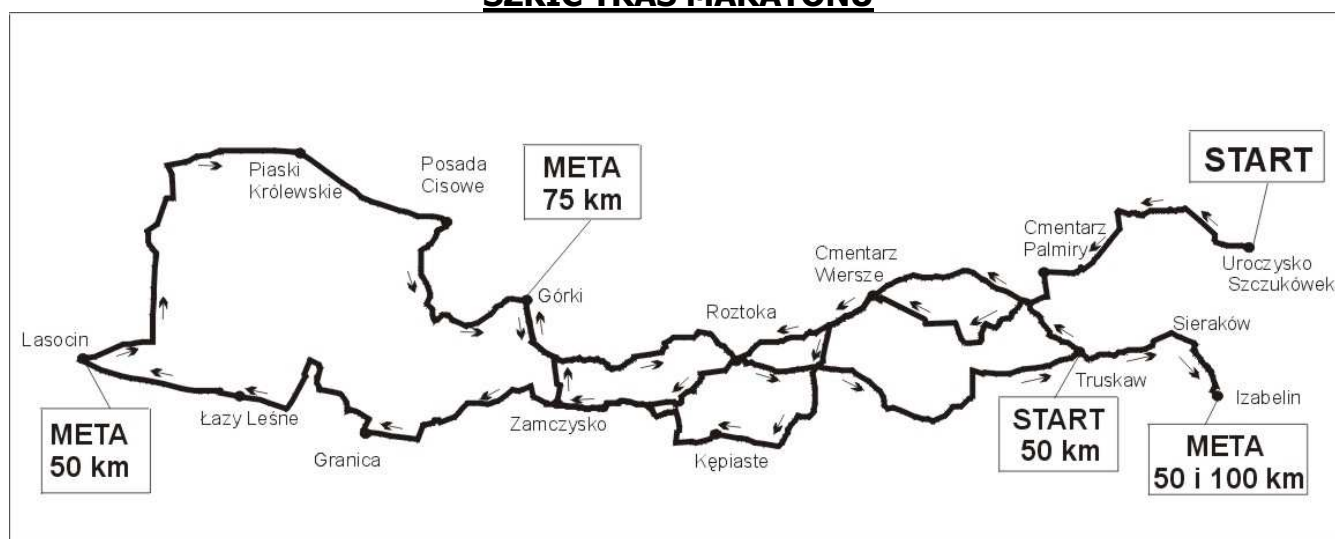 SZKIC TRAS MARATONU
START
META
75 km
Posada
Cisowe
Piaski
Królewskie
Cmentarz
Palmiry
Cmentarz
Wiersze
Uroczysko
Szczukówek
Górki
Roztoka
Sieraków
Lasocin
Truskaw
Izabelin
Łazy Leśne
Zamczysko
META
50 km
START
50 km
META
50 i 100 km
Granica
Kępiaste